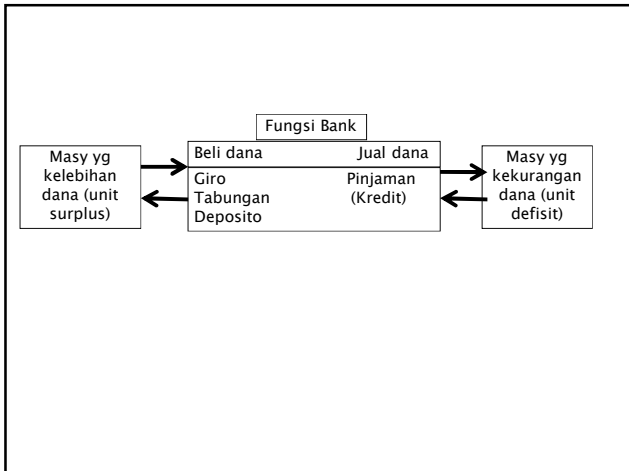 Fungsi Bank
Masy yg
kelebihan
dana (unit
surplus)
Beli dana Jual dana
Giro Pinjaman
Tabungan (Kredit)
Deposito
Masy yg
kekurangan
dana (unit
defisit)